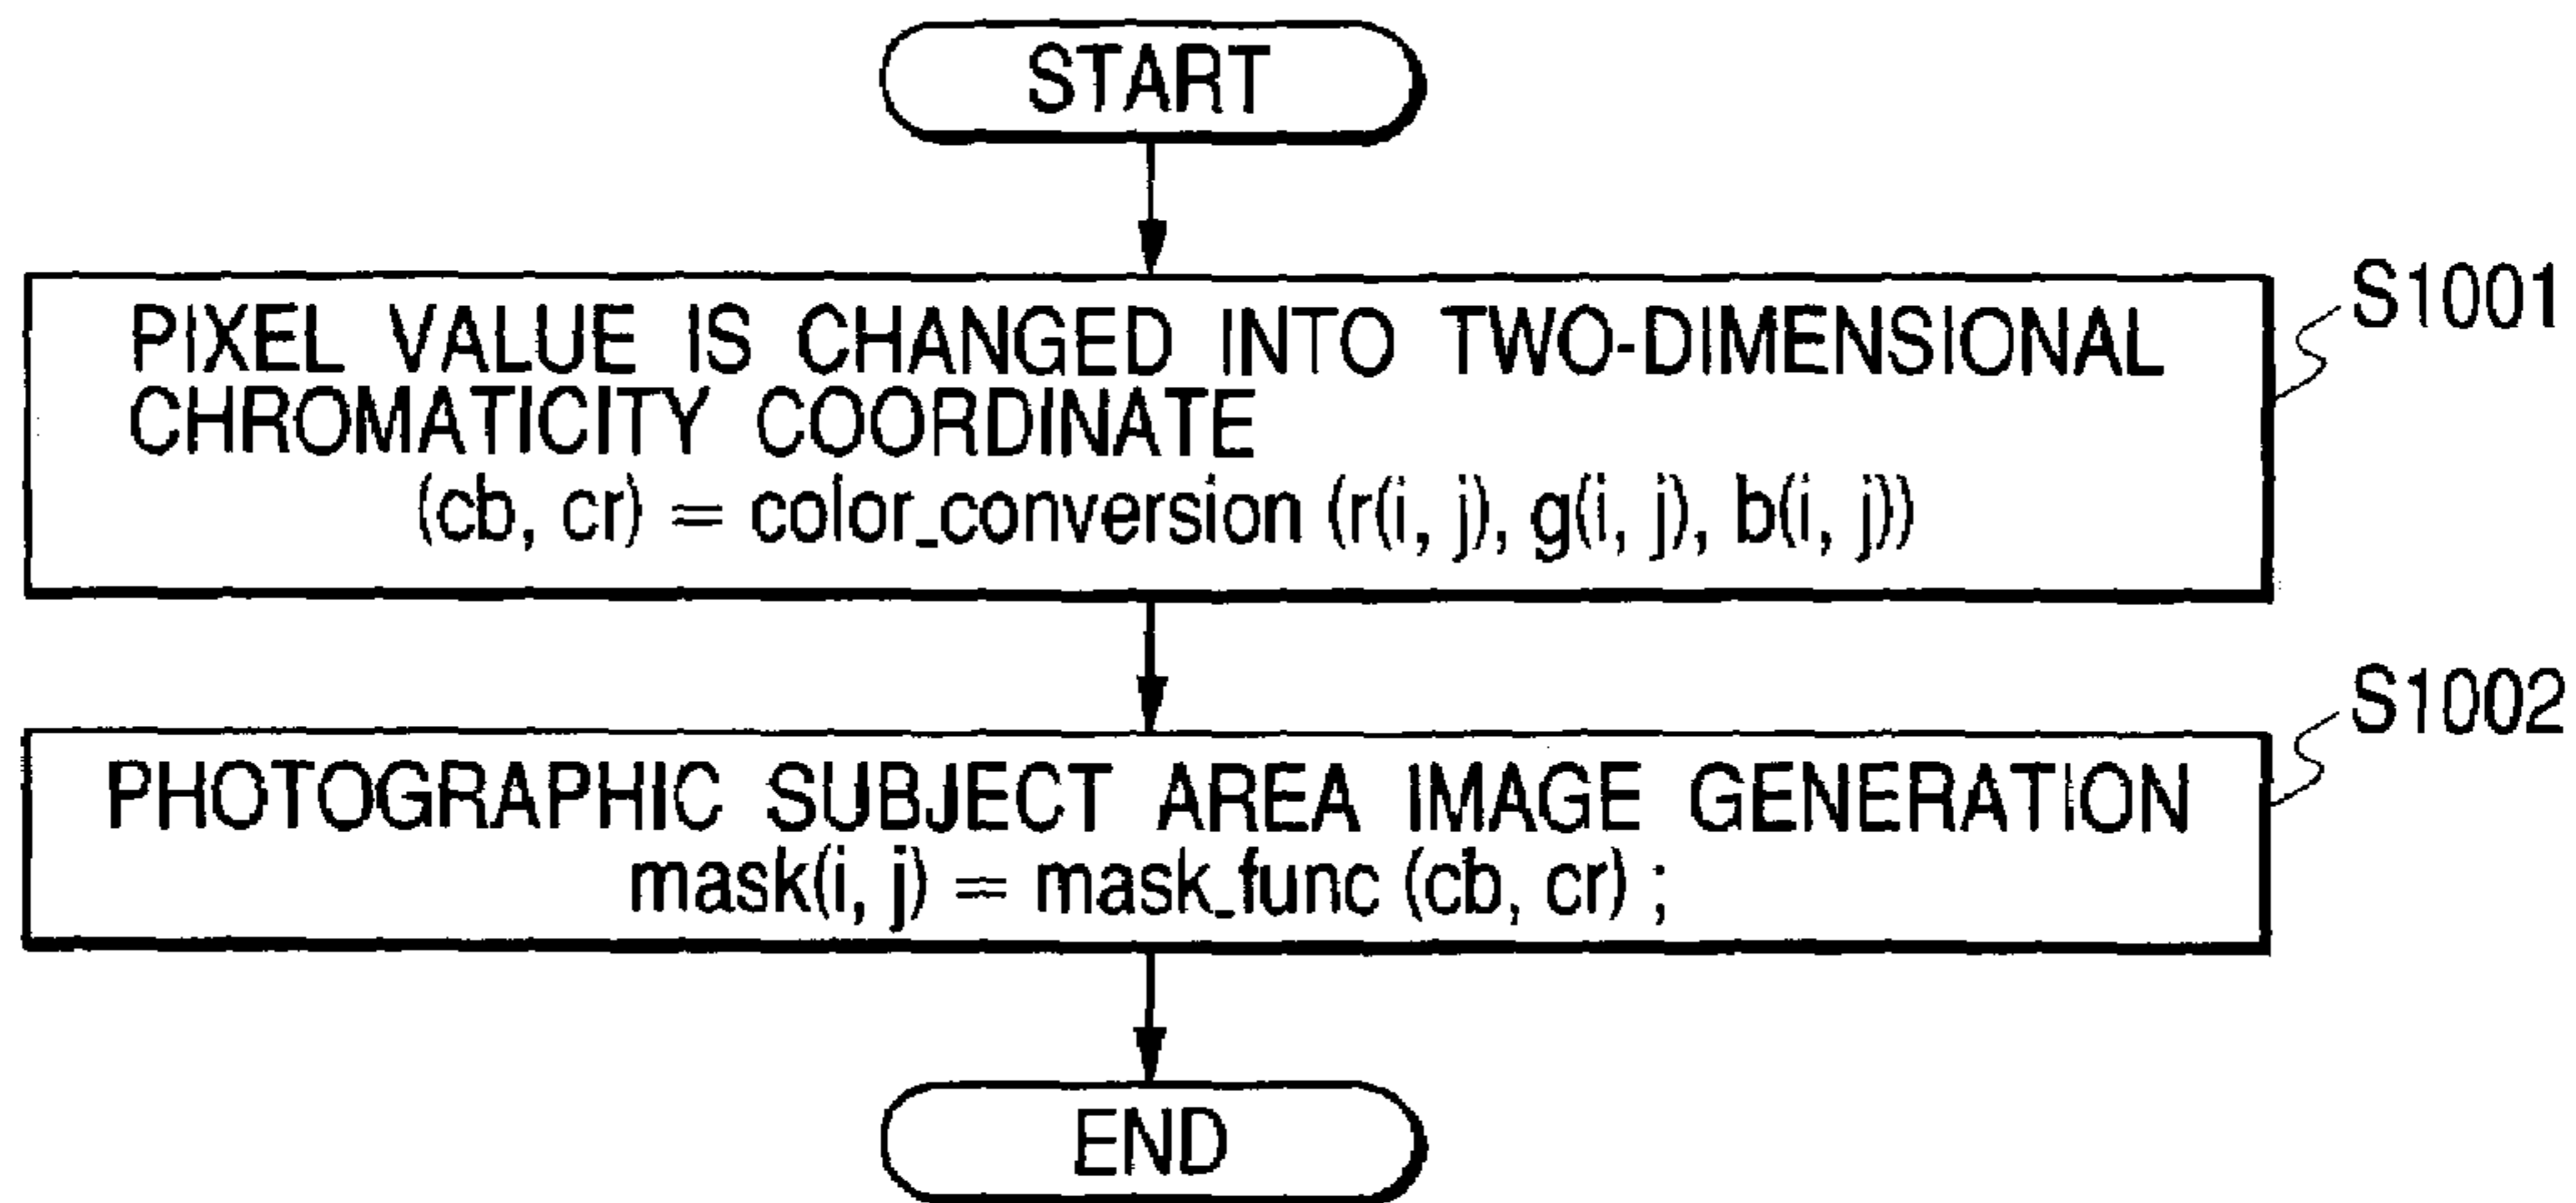 START
PIXEL VALUE IS CHANGED INTO TWO-DIMENSIONAL
CHROMATICITY COORDINATE
(cb, cr) = color_conversion (r(i, j), g(i, j), b(i, j))
S1001
PHOTOGRAPHIC SUBJECT AREA IMAGE GENERATION
mask(i, j) = mask_func (cb, cr) ;
S1002
END